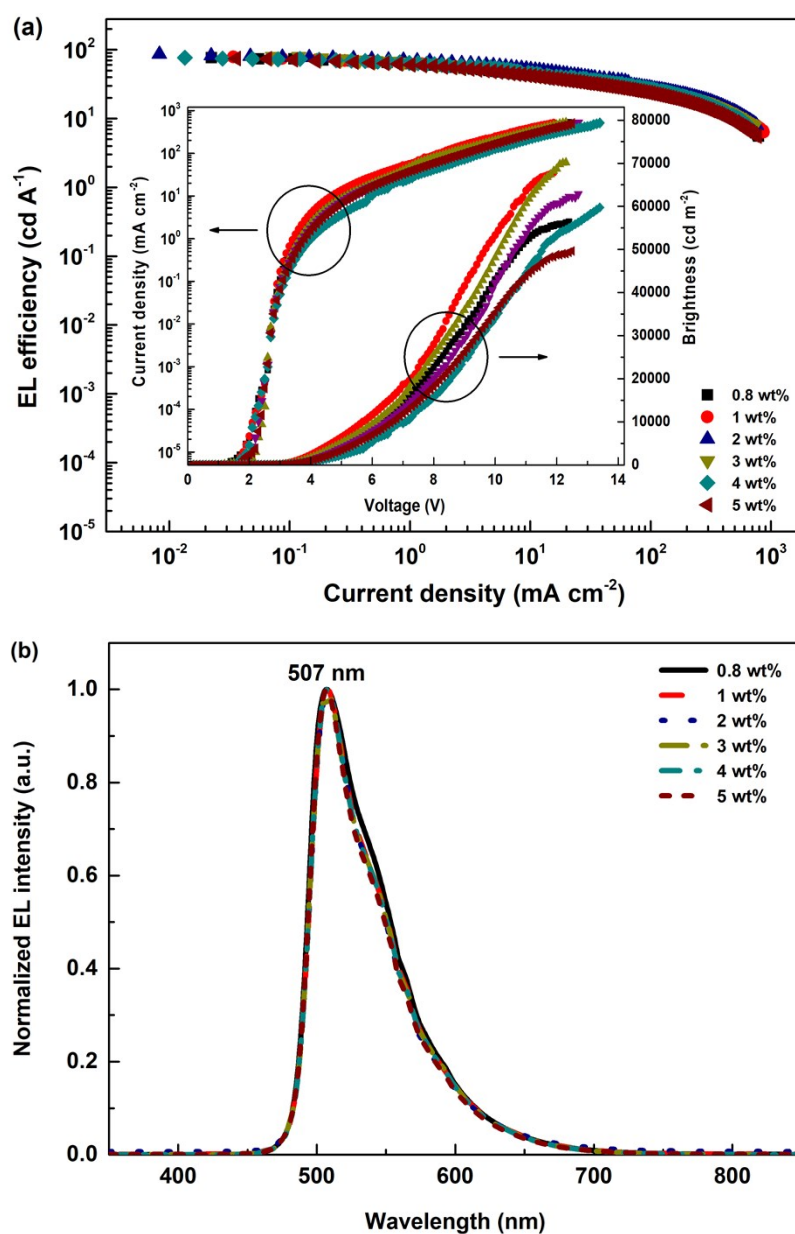 (a)
EL efficiency (cd A⁻¹)
10²
10¹
10⁰
10⁻¹
10⁻²
10⁻³
10⁻⁴
10⁻⁵
10⁻² 10⁻¹ 10⁰ 10¹ 10² 10³
Current density (mA cm⁻²)
Current density (mA cm⁻²)
10³
10²
10¹
10⁰
10⁻¹
10⁻²
10⁻³
10⁻⁴
10⁻⁵
0 2 4 6 8 10 12 14
Voltage (V)
80000
70000
60000
50000
40000
30000
20000
10000
0
Brightness (cd m⁻²)
0.8 wt%
1 wt%
2 wt%
3 wt%
4 wt%
5 wt%
(b)
507 nm
Normalized EL intensity (a.u.)
1.0
0.8
0.6
0.4
0.2
0.0
400 500 600 700 800
Wavelength (nm)
0.8 wt%
1 wt%
2 wt%
3 wt%
4 wt%
5 wt%